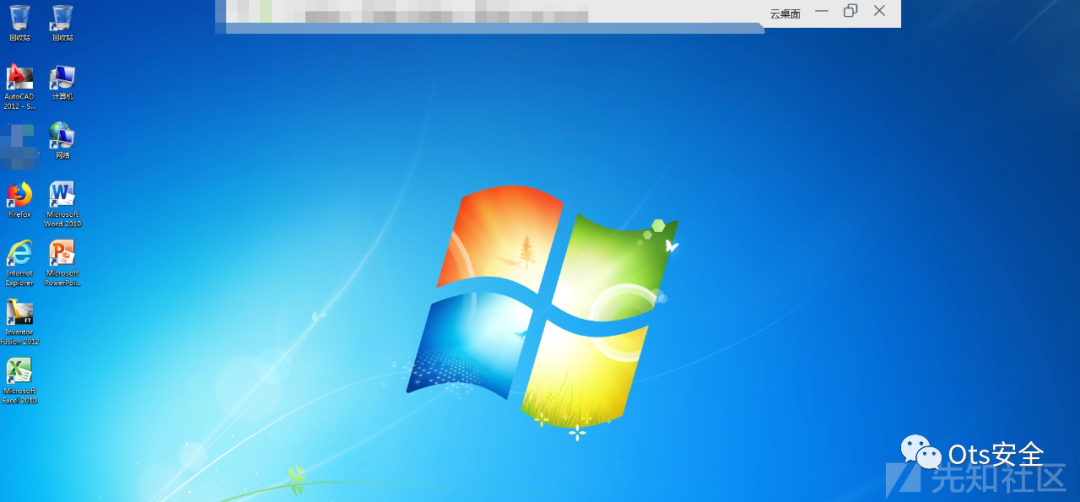 云桌面
回收站
回收站
AutoCAD
2012 - S...
计算机
网络
Firefox
Microsoft
Word 2010
Internet
Explorer
Microsoft
PowerPoi...
Inventor
Fusion 2012
Microsoft
Excel 2010
Ots安全
先知社区